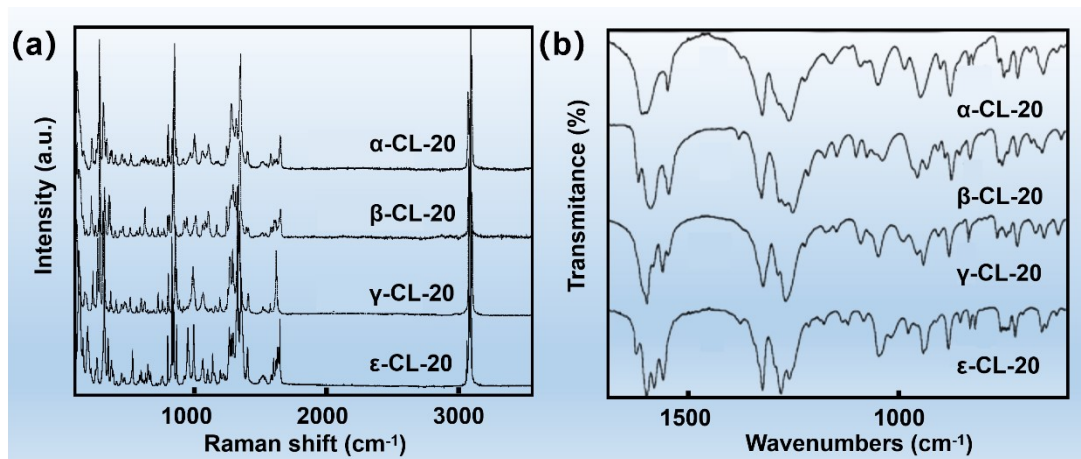 (a)
Intensity (a.u.)
α-CL-20
β-CL-20
γ-CL-20
ε-CL-20
1000 2000 3000
Raman shift (cm⁻¹)
(b)
Transmitance (%)
α-CL-20
β-CL-20
γ-CL-20
ε-CL-20
1500 1000
Wavenumbers (cm⁻¹)